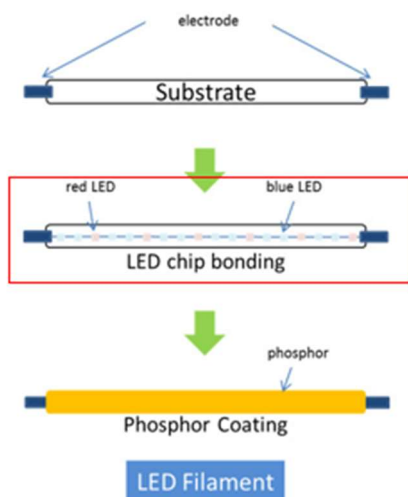 electrode
Substrate
red LED
blue LED
LED chip bonding
phosphor
Phosphor Coating
LED Filament